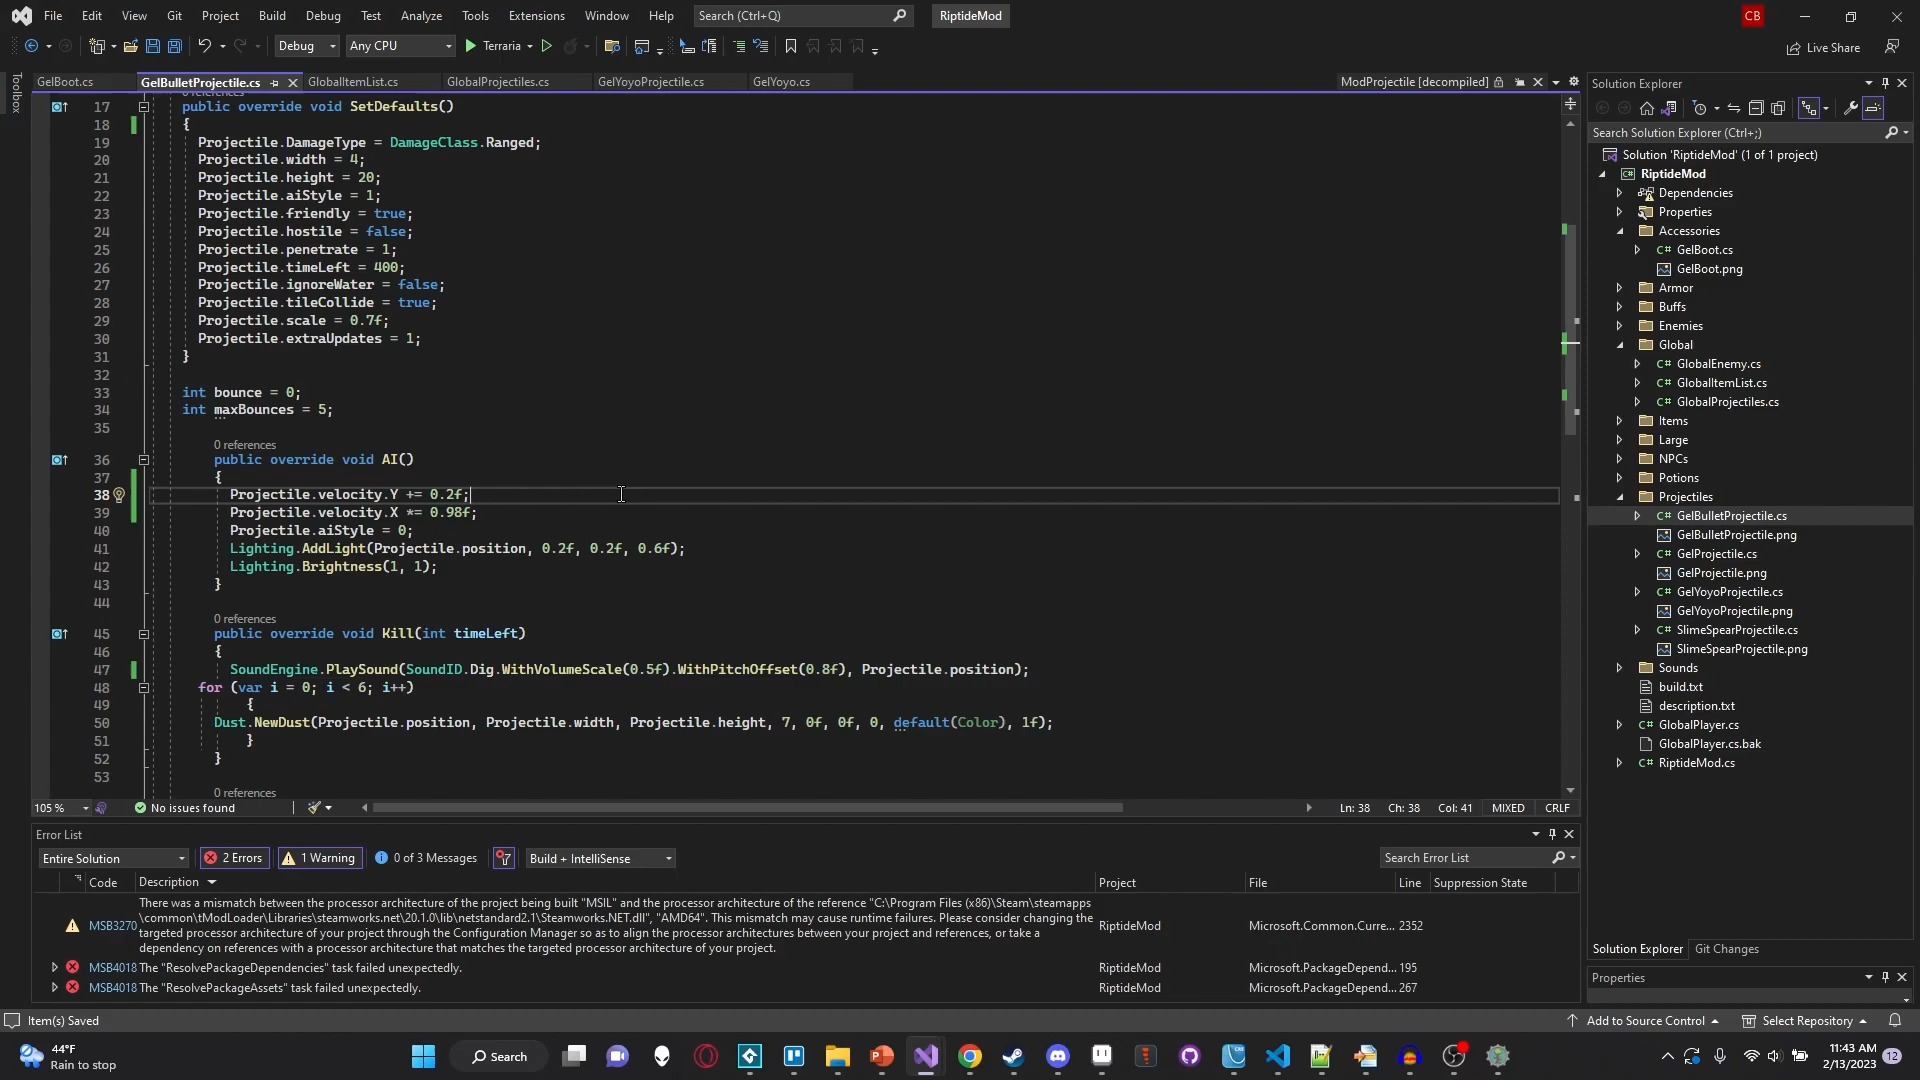 File Edit View Git Project Build Debug Test Analyze Tools Extensions Window Help Search (Ctrl+Q) RiptideMod CB
Debug Any CPU Terraria Live Share
Toolbox
GelBoot.cs GelBulletProjectile.cs GlobalItemList.cs GlobalProjectiles.cs GelYoyoProjectile.cs GelYoyo.cs ModProjectile [decompiled]
17 public override void SetDefaults()
18 {
19 Projectile.DamageType = DamageClass.Ranged;
20 Projectile.width = 4;
21 Projectile.height = 20;
22 Projectile.aiStyle = 1;
23 Projectile.friendly = true;
24 Projectile.hostile = false;
25 Projectile.penetrate = 1;
26 Projectile.timeLeft = 400;
27 Projectile.ignoreWater = false;
28 Projectile.tileCollide = true;
29 Projectile.scale = 0.7f;
30 Projectile.extraUpdates = 1;
31 }
32
33 int bounce = 0;
34 int maxBounces = 5;
35
0 references
36 public override void AI()
37 {
38 Projectile.velocity.Y += 0.2f;
39 Projectile.velocity.X *= 0.98f;
40 Projectile.aiStyle = 0;
41 Lighting.AddLight(Projectile.position, 0.2f, 0.2f, 0.6f);
42 Lighting.Brightness(1, 1);
43 }
44
0 references
45 public override void Kill(int timeLeft)
46 {
47 SoundEngine.PlaySound(SoundID.Dig.WithVolumeScale(0.5f).WithPitchOffset(0.8f), Projectile.position);
48 for (var i = 0; i < 6; i++)
49 {
50 Dust.NewDust(Projectile.position, Projectile.width, Projectile.height, 7, 0f, 0f, 0, default(Color), 1f);
51 }
52 }
53
0 references
105 % No issues found Ln: 38 Ch: 38 Col: 41 MIXED CRLF
Error List
Entire Solution 2 Errors 1 Warning 0 of 3 Messages Build + IntelliSense Search Error List
Code Description Project File Line Suppression State
MSB3270 There was a mismatch between the processor architecture of the project being built "MSIL" and the processor architecture of the reference "C:\Program Files (x86)\Steam\steamapps
\common\tModLoader\Libraries\steamworks.net\20.1.0\lib\netstandard2.1\Steamworks.NET.dll", "AMD64". This mismatch may cause runtime failures. Please consider changing the
targeted processor architecture of your project through the Configuration Manager so as to align the processor architectures between your project and references, or take a
dependency on references with a processor architecture that matches the targeted processor architecture of your project.
RiptideMod Microsoft.Common.Curre... 2352
MSB4018 The "ResolvePackageDependencies" task failed unexpectedly. RiptideMod Microsoft.PackageDepend... 195
MSB4018 The "ResolvePackageAssets" task failed unexpectedly. RiptideMod Microsoft.PackageDepend... 267
Solution Explorer
Search Solution Explorer (Ctrl+;)
Solution 'RiptideMod' (1 of 1 project)
C# RiptideMod
Dependencies
Properties
Accessories
C# GelBoot.cs
GelBoot.png
Armor
Buffs
Enemies
Global
C# GlobalEnemy.cs
C# GlobalItemList.cs
C# GlobalProjectiles.cs
Items
Large
NPCs
Potions
Projectiles
C# GelBulletProjectile.cs
GelBulletProjectile.png
C# GelProjectile.cs
GelProjectile.png
C# GelYoyoProjectile.cs
GelYoyoProjectile.png
C# SlimeSpearProjectile.cs
SlimeSpearProjectile.png
Sounds
build.txt
description.txt
C# GlobalPlayer.cs
GlobalPlayer.cs.bak
C# RiptideMod.cs
Solution Explorer Git Changes
Properties
Item(s) Saved Add to Source Control Select Repository
44°F
Rain to stop
Search
11:43 AM
2/13/2023
12